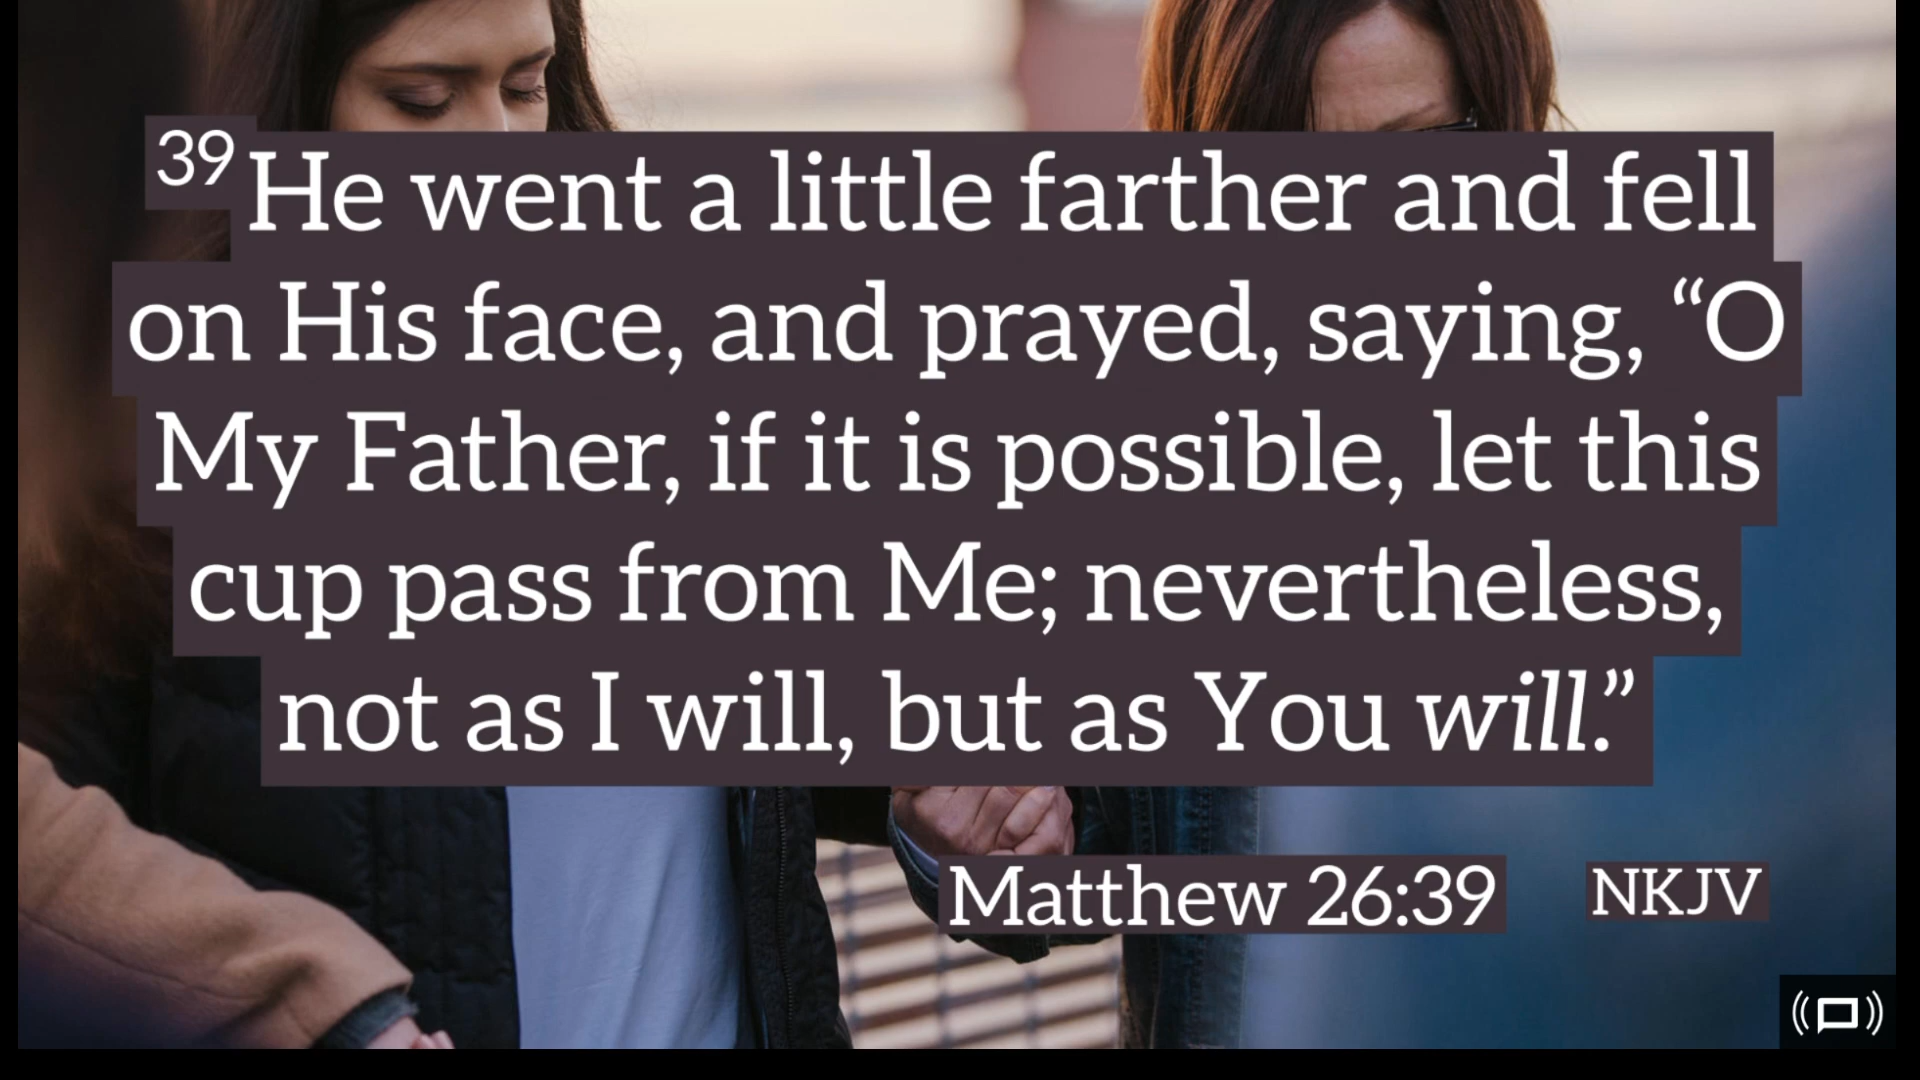 39 He went a little farther and fell
on His face, and prayed, saying, “O
My Father, if it is possible, let this
cup pass from Me; nevertheless,
not as I will, but as You will.”
Matthew 26:39 NKJV